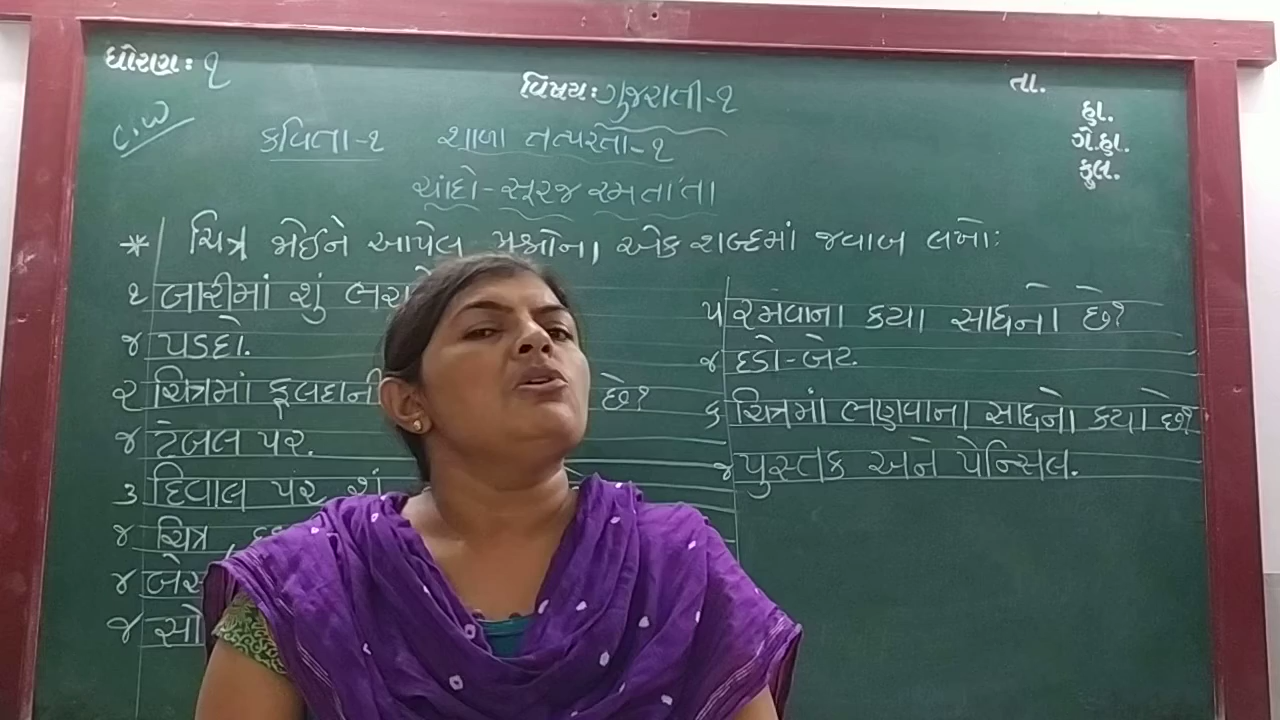 ધોરણ: ૧
વિષય: ગુજરાતી-૧
તા.
હા.
ગે.હા.
કુલ.
C.W
કવિતા-૧ શાળા તત્પરતા-૧
ચાંદો-સૂરજ રમતા'તા
* ચિત્ર જોઈને આપેલ પ્રશ્નોના એક શબ્દમાં જવાબ લખો:
૧ બારીમાં શું
જ પડદો.
૨ ચિત્રમાં ફૂલદાની છે?
જ ટેબલ પર.
૩ દિવાલ પર શું
જ ચિત્ર,
૪
જ
૫ રમવાના કયા સાધનો છે?
જ દડો-બેટ.
૬ ચિત્રમાં ભણવાના સાધનો કયા છે?
જ પુસ્તક અને પેન્સિલ.